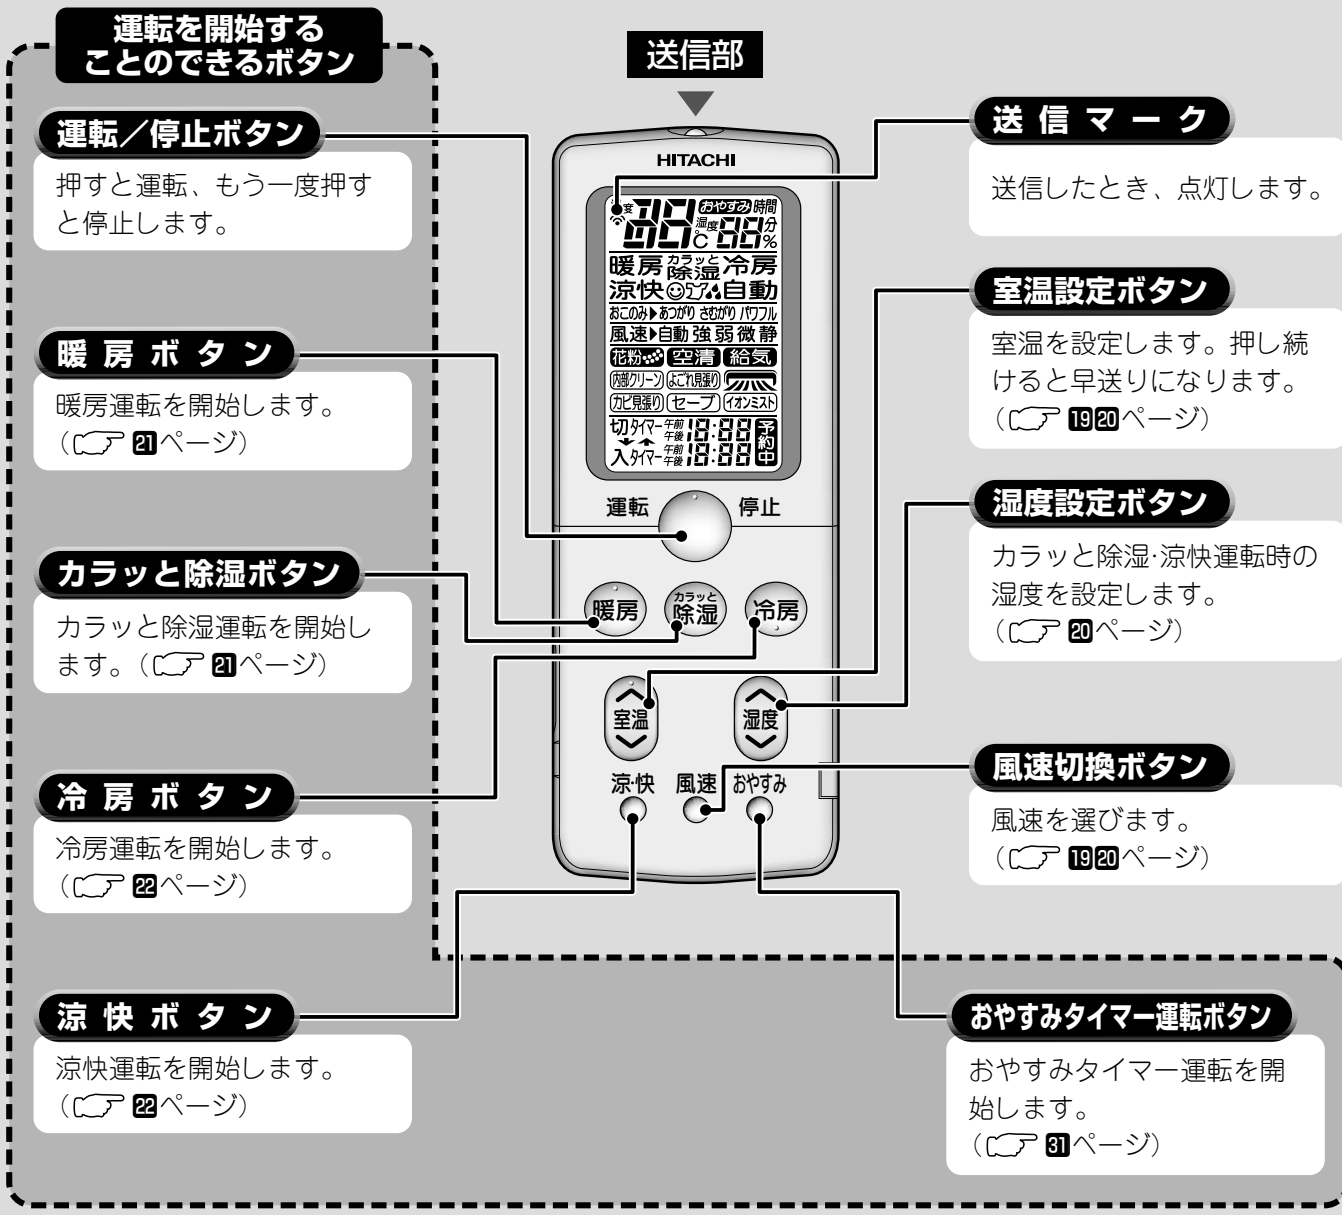 運転を開始する
ことのできるボタン
運転／停止ボタン
押すと運転、もう一度押す
と停止します。
暖房ボタン
暖房運転を開始します。
（21ページ）
カラッと除湿ボタン
カラッと除湿運転を開始し
ます。（21ページ）
冷房ボタン
冷房運転を開始します。
（22ページ）
涼快ボタン
涼快運転を開始します。
（22ページ）
送信部
HITACHI
度 おやすみ 時間
湿度 ℃ 88 分 %
暖房 カラッと除湿 冷房
涼快 自動
おこのみ▶あつがり さむがり パワフル
風速▶自動 強 弱 微 静
花粉 空清 給気
内部クリーン よごれ見張り
カビ見張り セーブ イオンミスト
切タイマー 午前 午後 18:88 予約中
入タイマー 午前 午後 18:88
運転 停止
暖房 カラッと除湿 冷房
室温 湿度
涼快 風速 おやすみ
送信マーク
送信したとき、点灯します。
室温設定ボタン
室温を設定します。押し続
けると早送りになります。
（19 20ページ）
湿度設定ボタン
カラッと除湿・涼快運転時の
湿度を設定します。
（20ページ）
風速切換ボタン
風速を選びます。
（19 20ページ）
おやすみタイマー運転ボタン
おやすみタイマー運転を開
始します。
（31ページ）